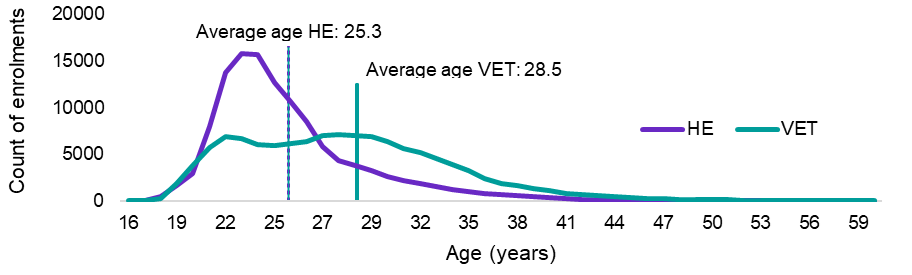 20000
Average age HE: 25.3
15000
Average age VET: 28.5
10000
HE VET
5000
0
16 19 22 25 27 29 32 35 38 41 44 47 50 53 56 59
Age (years)
Count of enrolments